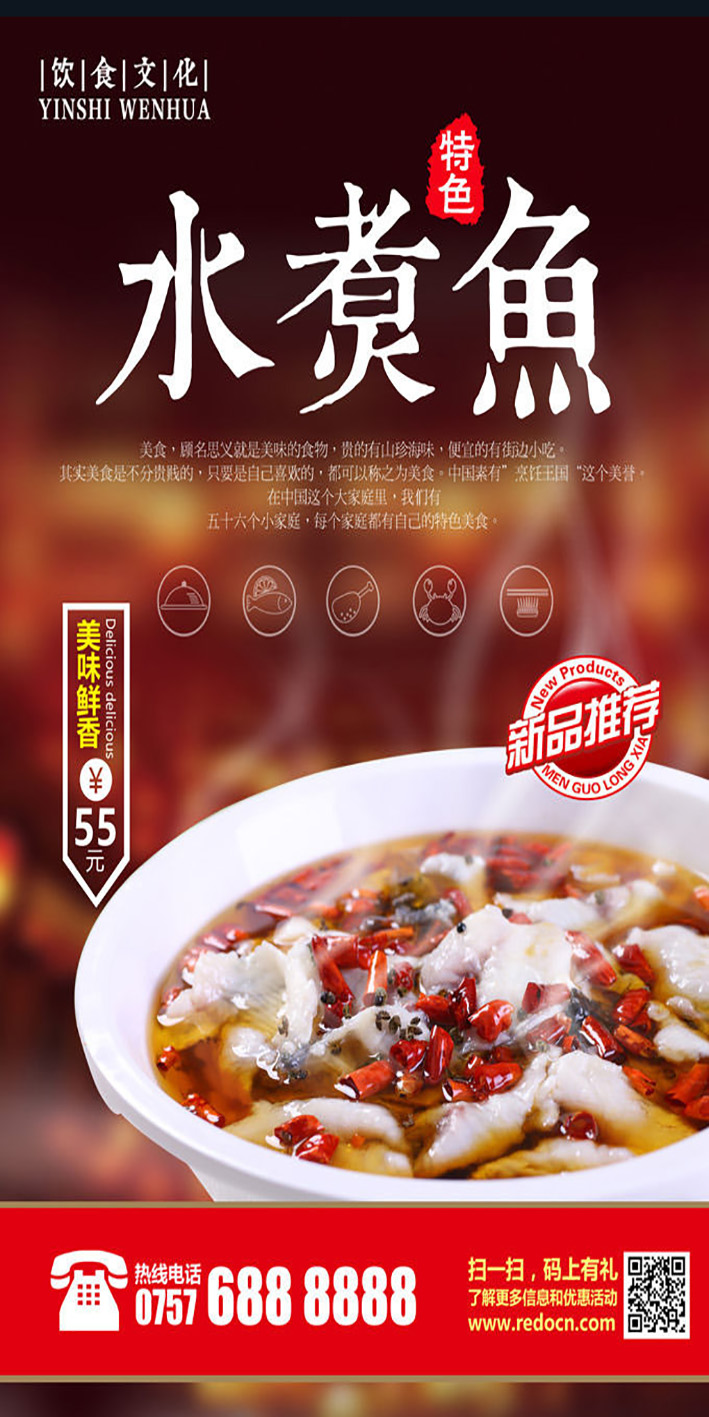 |饮|食|文|化|
YINSHI WENHUA
特色
水煮魚
美食，顾名思义就是美味的食物，贵的有山珍海味，便宜的有街边小吃。
其实美食是不分贵贱的，只要是自己喜欢的，都可以称之为美食。中国素有”烹饪王国“这个美誉。
在中国这个大家庭里，我们有
五十六个小家庭，每个家庭都有自己的特色美食。
美味鲜香
Delicious delicious
¥
55
元
New Products
新品推荐
MEN GUO LONG XIA
热线电话
0757 688 8888
扫一扫，码上有礼
了解更多信息和优惠活动
www.redocn.com